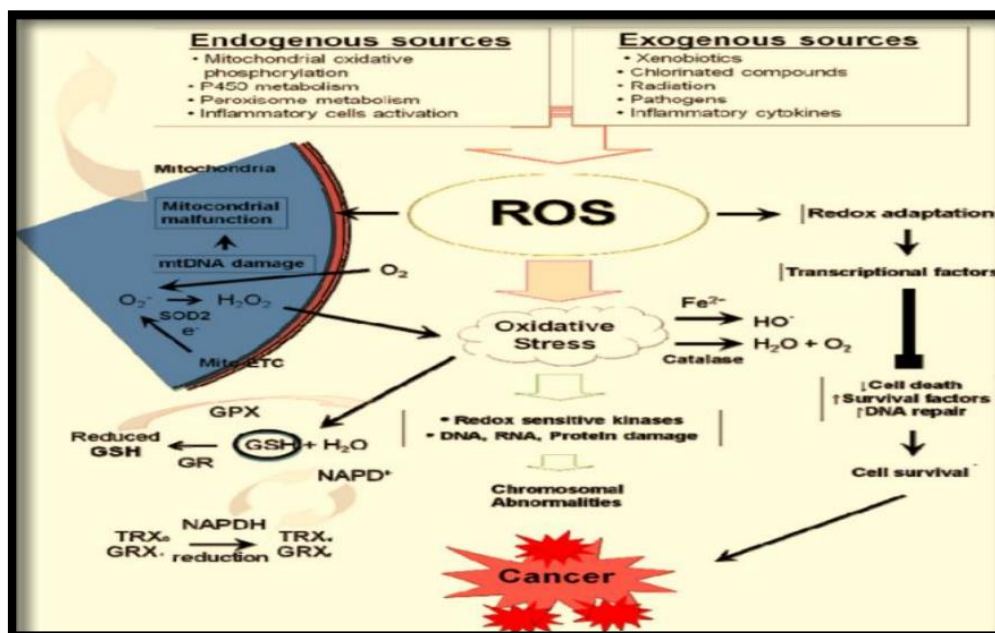 Endogenous sources
• Mitochondrial oxidative
phosphorylation
• P450 metabolism
• Peroxisome metabolism
• Inflammatory cells activation
Exogenous sources
• Xenobiotics
• Chlorinated compounds
• Radiation
• Pathogens
• Inflammatory cytokines
Mitochondria
Mitocondrial
malfunction
mtDNA damage
O₂⁻
SOD2
H₂O₂
e⁻
Mito-ETC
O₂
ROS
Redox adaptation
Transcriptional factors
Oxidative
Stress
Fe²⁻
HO⁻
H₂O + O₂
Catalase
↓Cell death
↑Survival factors
↑DNA repair
Cell survival
GPX
Reduced
GSH
GR
GSH + H₂O
NAPD⁺
• Redox sensitive kinases
• DNA, RNA, Protein damage
Chromosomal
Abnormalities
TRX
GRX
NAPDH
reduction
TRX
GRX
Cancer